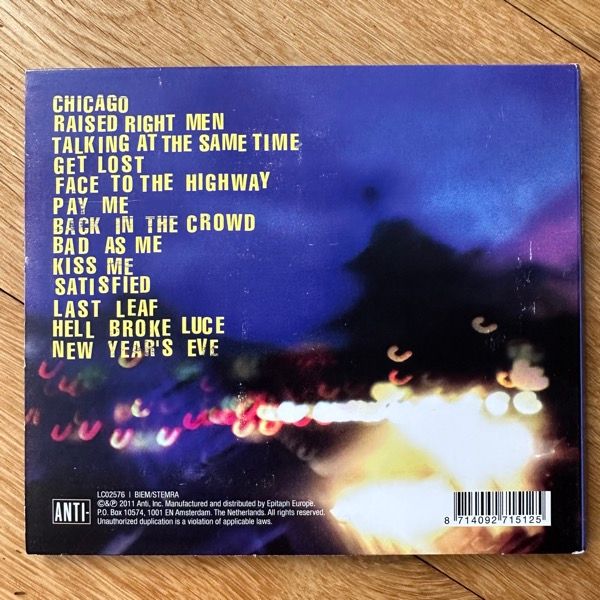 CHICAGO
RAISED RIGHT MEN
TALKING AT THE SAME TIME
GET LOST
FACE TO THE HIGHWAY
PAY ME
BACK IN THE CROWD
BAD AS ME
KISS ME
SATISFIED
LAST LEAF
HELL BROKE LUCE
NEW YEAR'S EVE
ANTI-
LC02576 | BIEM/STEMRA
©&℗ 2011 Anti, Inc. Manufactured and distributed by Epitaph Europe.
P.O. Box 10574, 1001 EN Amsterdam. The Netherlands. All rights reserved.
Unauthorized duplication is a violation of applicable laws.
8 714092 715125